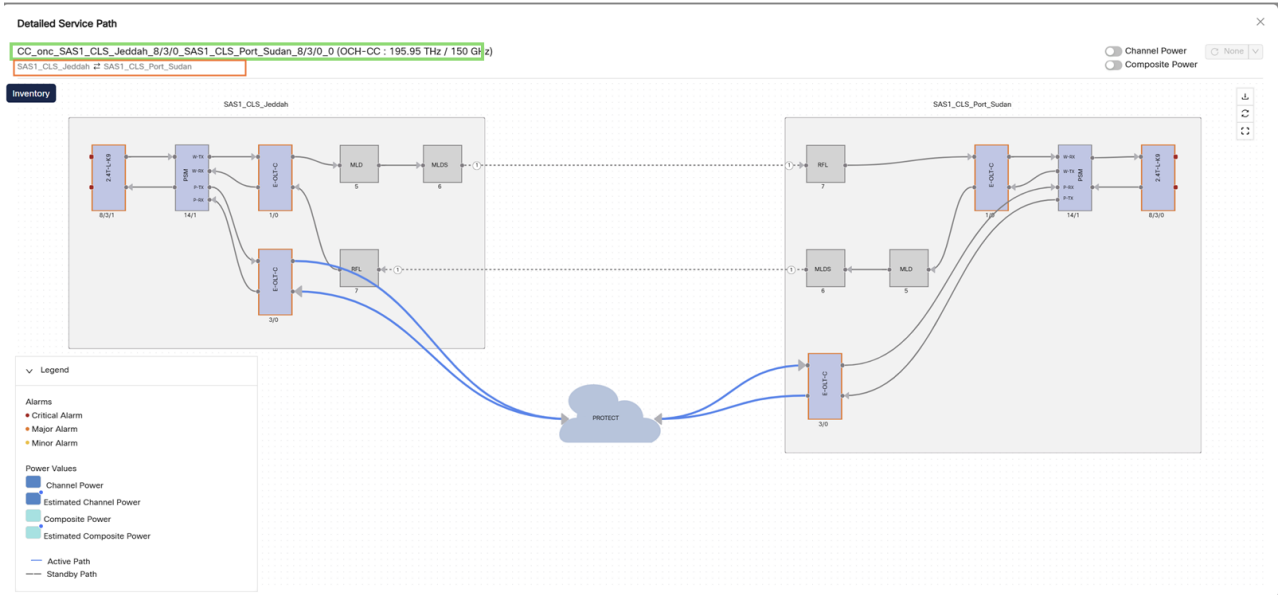 Detailed Service Path
CC_onc_SAS1_CLS_Jeddah_8/3/0_SAS1_CLS_Port_Sudan_8/3/0_0 (OCH-CC : 195.95 THz / 150 GHz)
SAS1_CLS_Jeddah ⇄ SAS1_CLS_Port_Sudan
Channel Power
None
Composite Power
Inventory
SAS1_CLS_Jeddah
2.4T-L-K9
8/3/1
PSM
W-TX
W-RX
P-TX
P-RX
14/1
E-OLT-C
1/0
MLD
5
MLDS
6
1
E-OLT-C
3/0
RFL
7
1
PROTECT
SAS1_CLS_Port_Sudan
1
RFL
7
E-OLT-C
1/0
W-RX
W-TX
P-RX
P-TX
PSM
14/1
2.4T-L-K9
8/3/0
1
MLDS
6
MLD
5
E-OLT-C
3/0
Legend
Alarms
Critical Alarm
Major Alarm
Minor Alarm
Power Values
Channel Power
Estimated Channel Power
Composite Power
Estimated Composite Power
Active Path
Standby Path